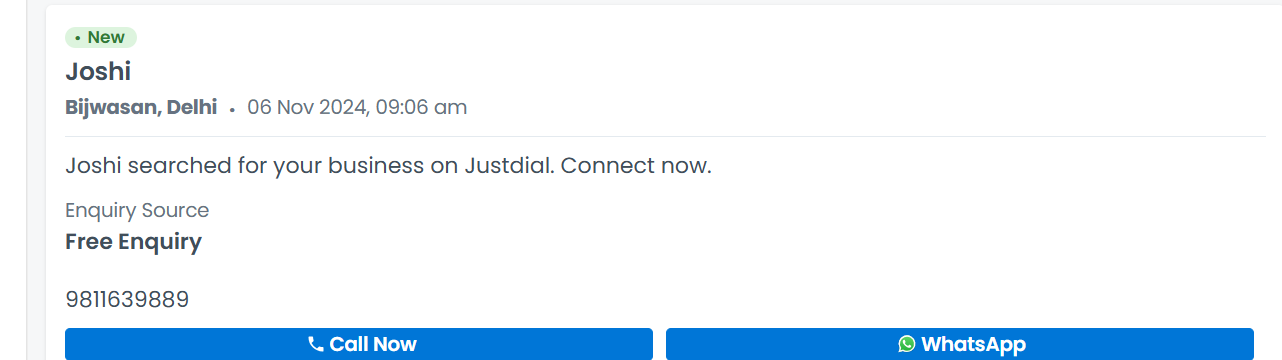 • New
Joshi
Bijwasan, Delhi • 06 Nov 2024, 09:06 am
Joshi searched for your business on Justdial. Connect now.
Enquiry Source
Free Enquiry
9811639889
Call Now WhatsApp